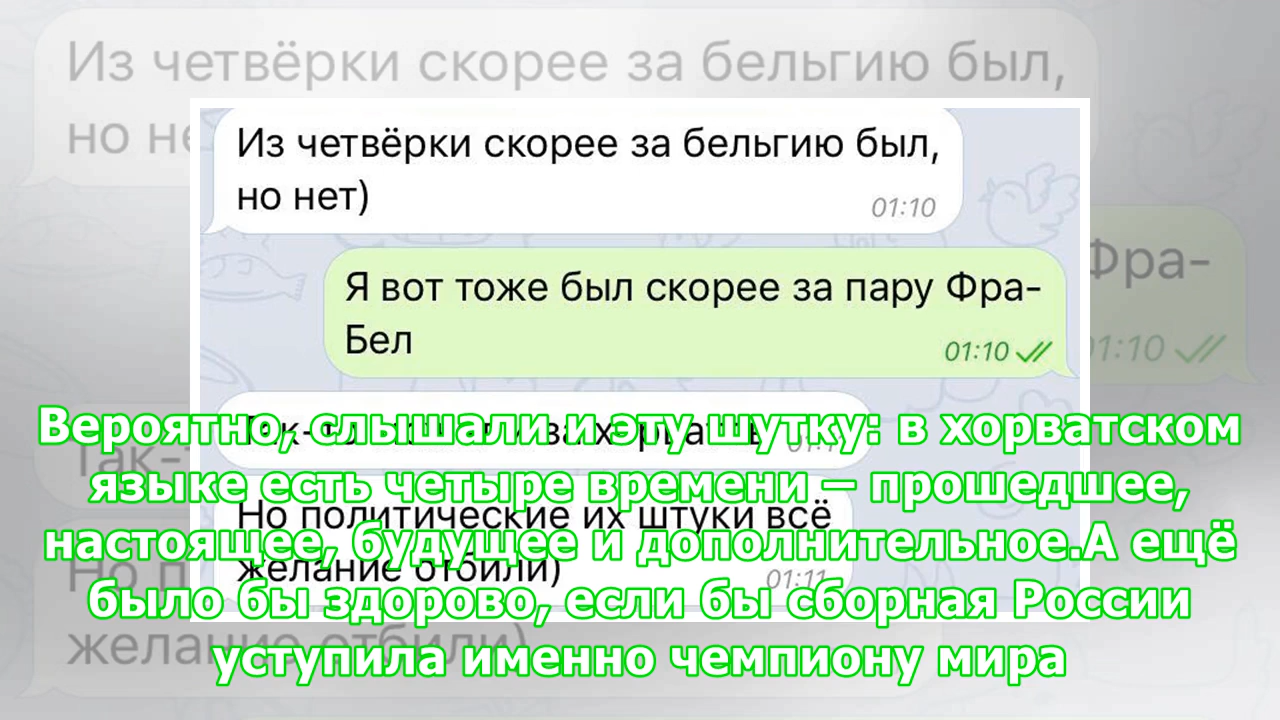 Из четвёрки скорее за бельгию был,
но не
Из четвёрки скорее за бельгию был,
но нет)
01:10
Я вот тоже был скорее за пару Фра-
Бел
01:10
Фра-
1:10
Вероятно, слышали и эту шутку: в хорватском
языке есть четыре времени – прошедшее,
настоящее, будущее и дополнительное.А ещё
было бы здорово, если бы сборная России
уступила именно чемпиону мира
Но политические их штуки всё
желание отбили)
01:11
желание отбили)